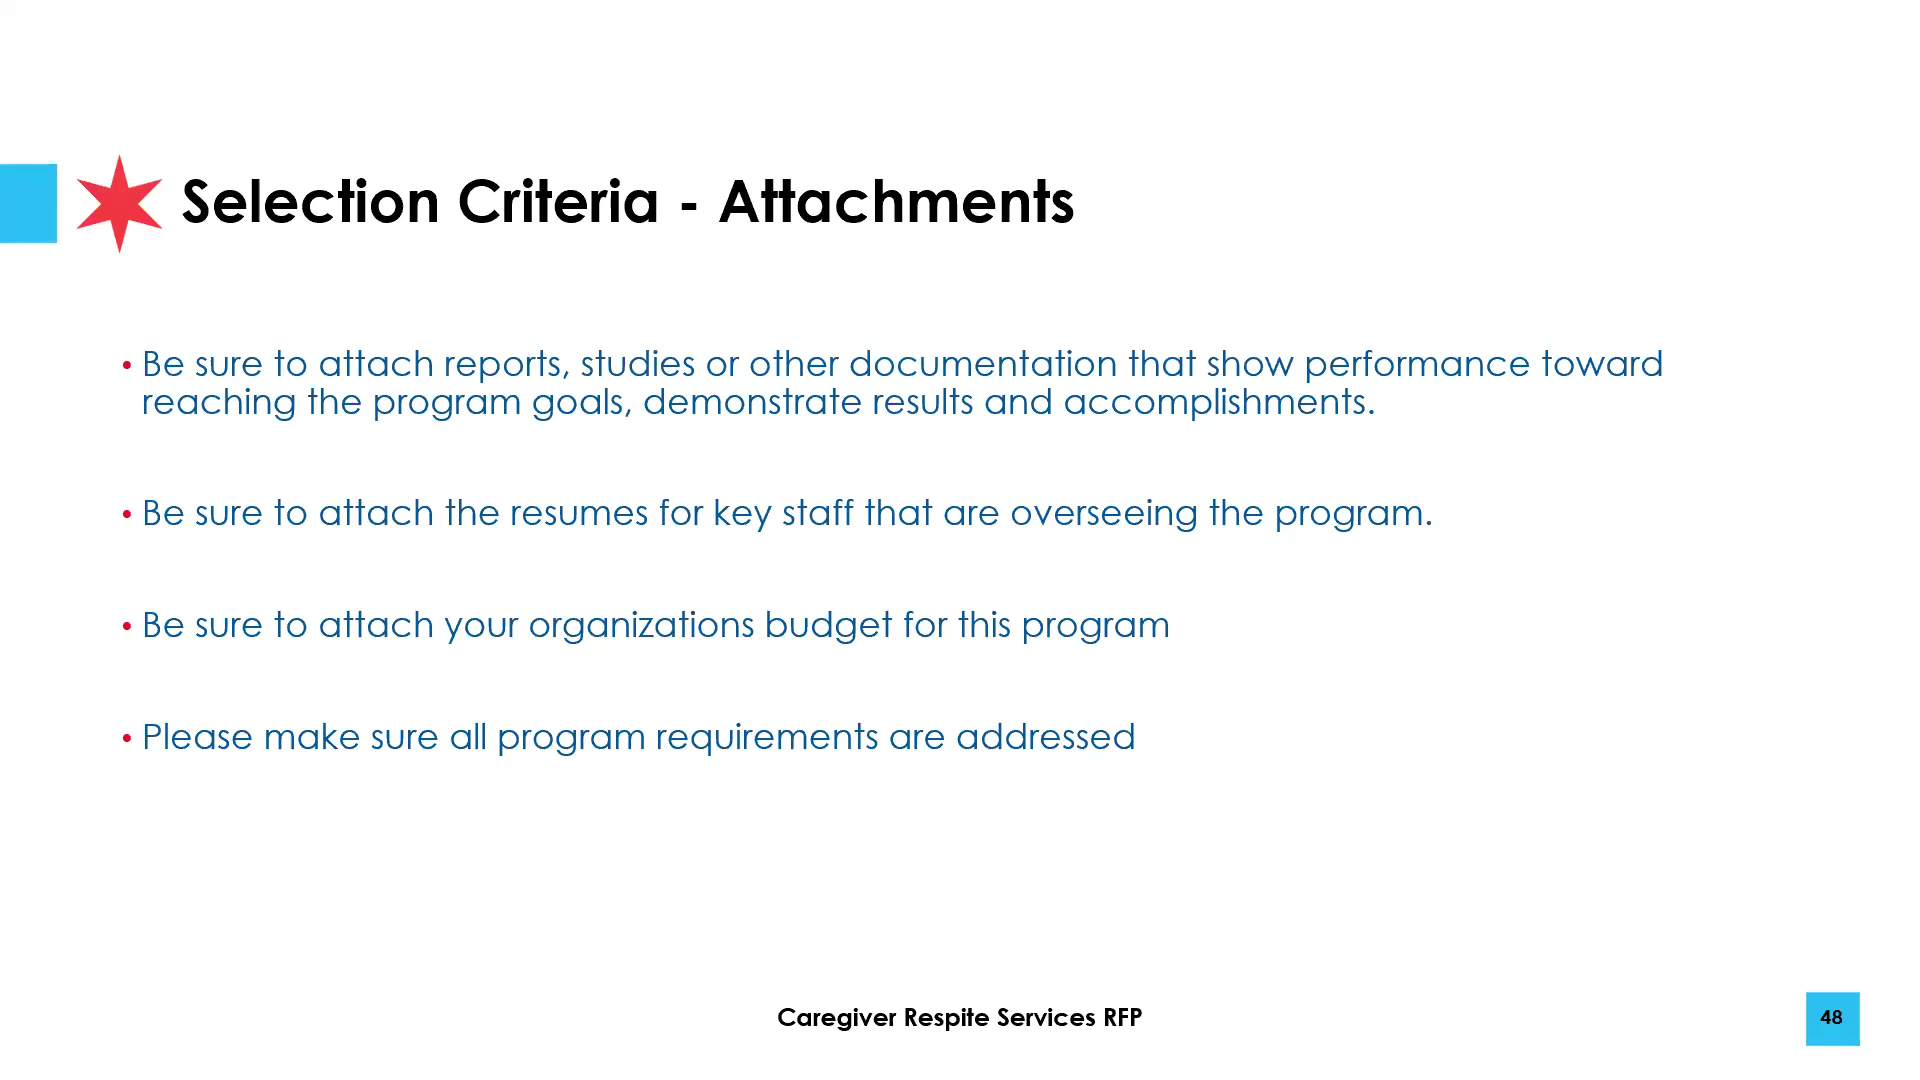 Selection Criteria - Attachments
• Be sure to attach reports, studies or other documentation that show performance toward
reaching the program goals, demonstrate results and accomplishments.
• Be sure to attach the resumes for key staff that are overseeing the program.
• Be sure to attach your organizations budget for this program
• Please make sure all program requirements are addressed
Caregiver Respite Services RFP
48